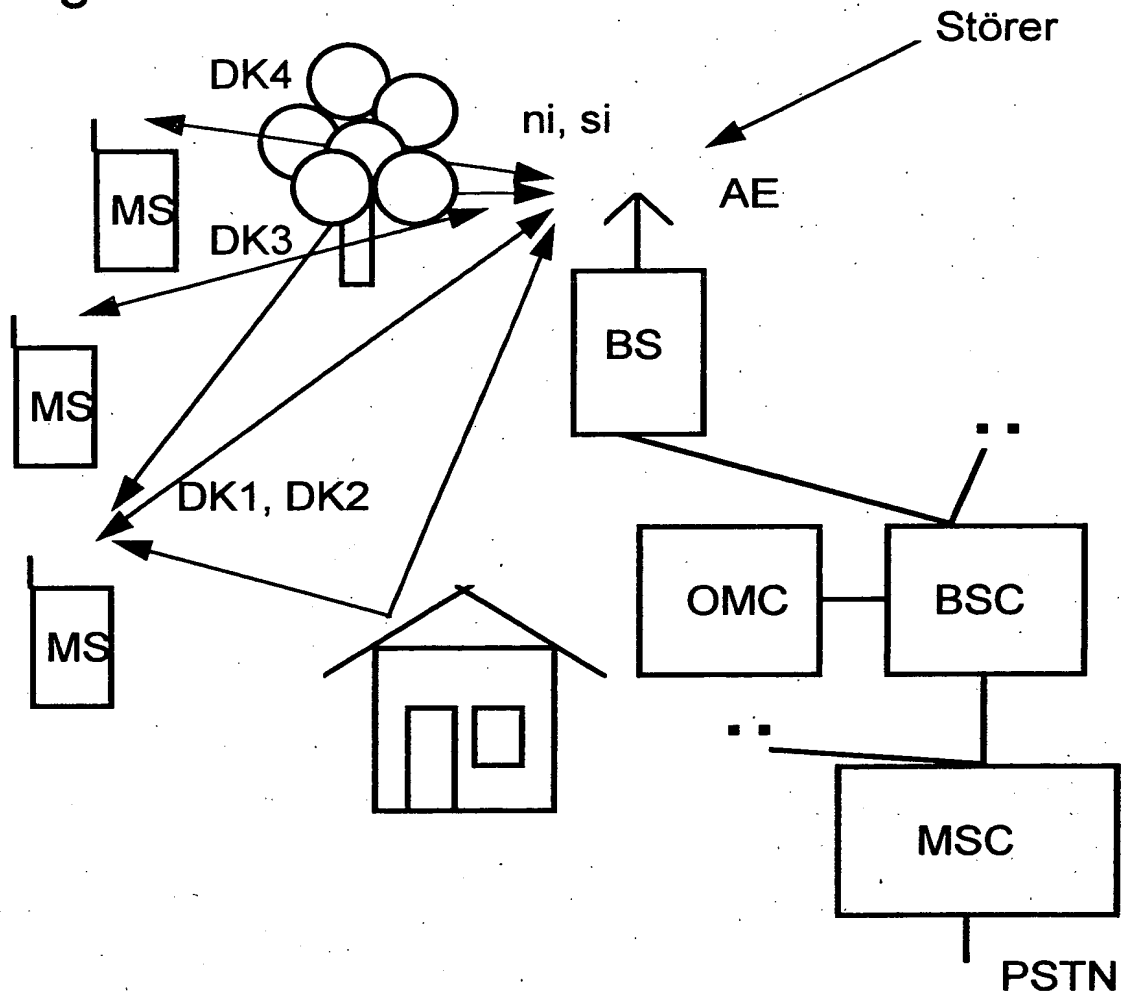 Störer
DK4
ni, si
MS
AE
DK3
BS
MS
DK1, DK2
OMC
BSC
MS
MSC
PSTN